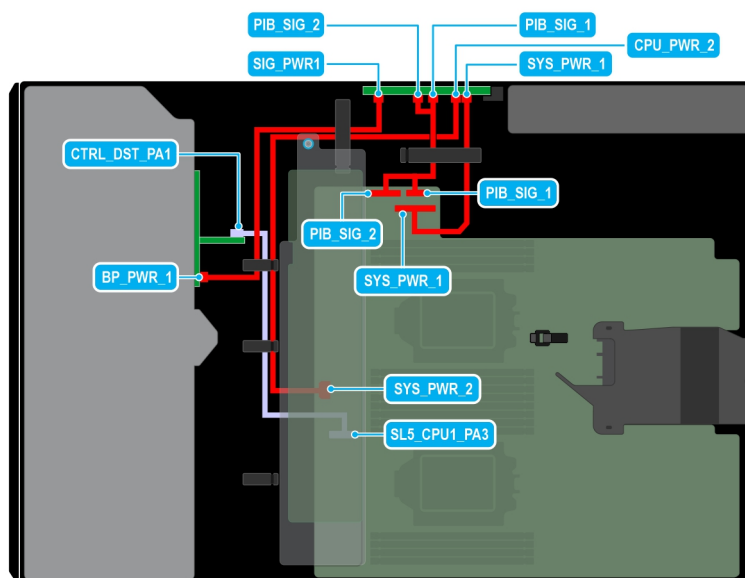 PIB_SIG_2
PIB_SIG_1
CPU_PWR_2
SIG_PWR1
SYS_PWR_1
CTRL_DST_PA1
PIB_SIG_1
PIB_SIG_2
BP_PWR_1
SYS_PWR_1
SYS_PWR_2
SL5_CPU1_PA3